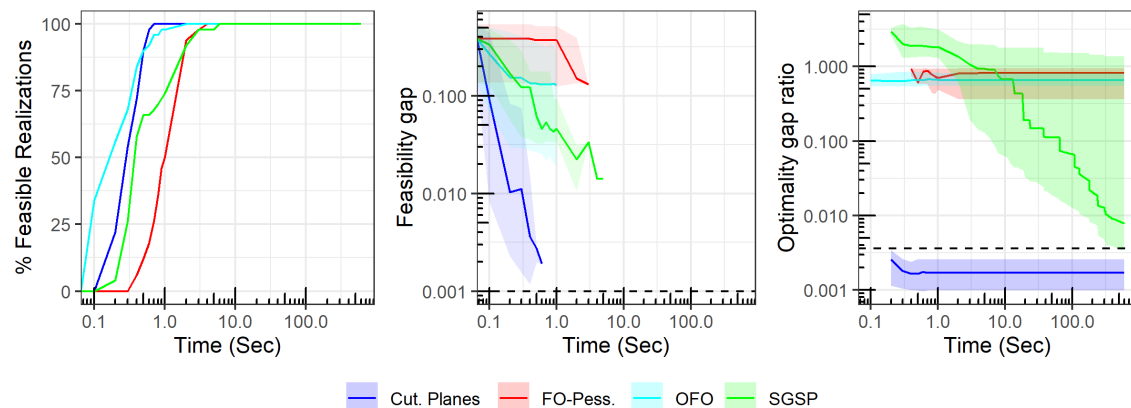 % Feasible Realizations
100
75
50
25
0
0.1
1.0
10.0
100.0
Time (Sec)
Feasibility gap
0.100
0.010
0.001
0.1
1.0
10.0
100.0
Time (Sec)
Optimality gap ratio
1.000
0.100
0.010
0.001
0.1
1.0
10.0
100.0
Time (Sec)
Cut. Planes
FO-Pess.
OFO
SGSP